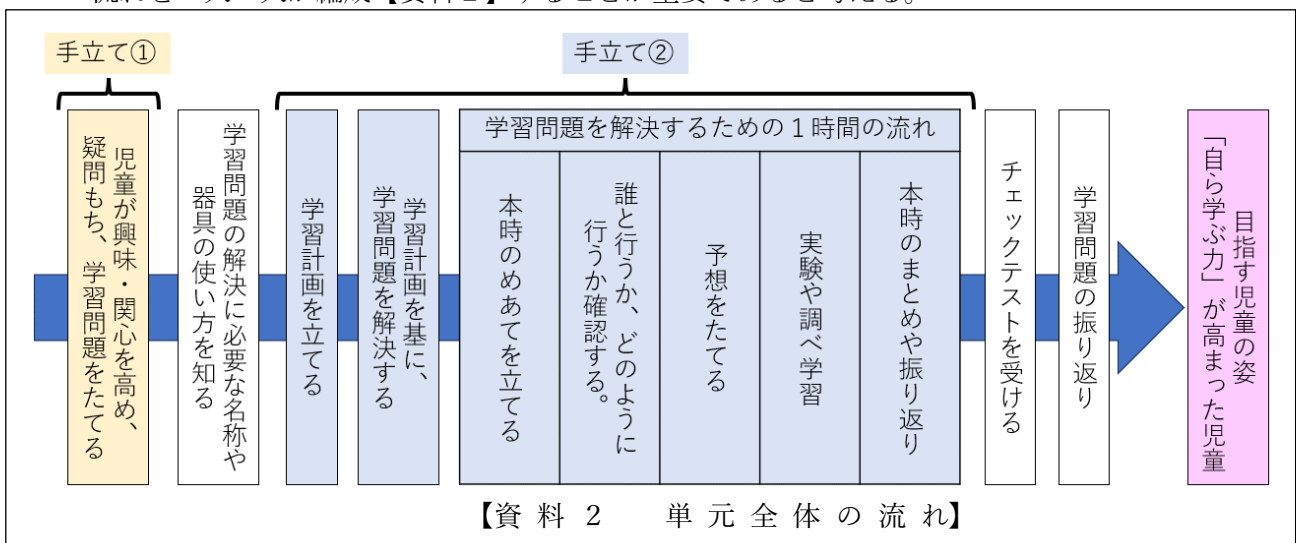 手立て①
手立て②
児童が興味・関心を高め、
疑問もち、学習問題をたてる
学習問題の解決に必要な名称や
器具の使い方を知る
学習計画を立てる
学習計画を基に、
学習問題を解決する
学習問題を解決するための１時間の流れ
本時のめあてを立てる
誰と行うか、どのように
行うか確認する。
予想をたてる
実験や調べ学習
本時のまとめや振り返り
チェックテストを受ける
学習問題の振り返り
目指す児童の姿
「自ら学ぶ力」が高まった児童
【資料２　単元全体の流れ】